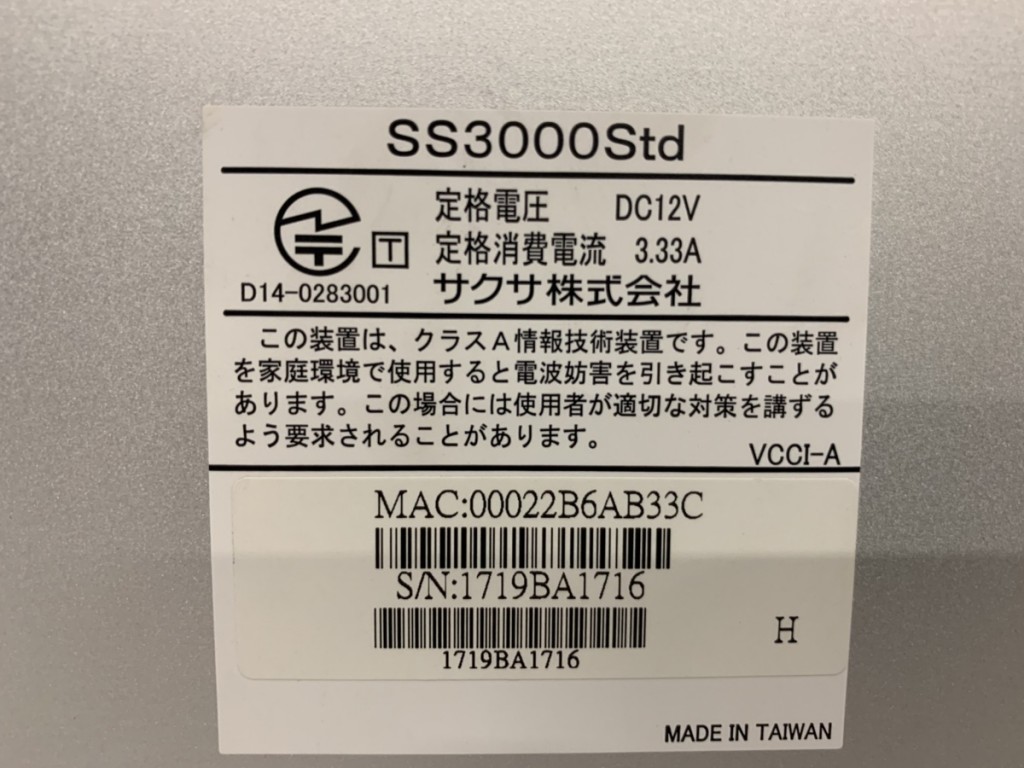 SS3000Std
定格電圧 DC12V
T 定格消費電流 3.33A
D14-0283001 サクサ株式会社
この装置は、クラスA情報技術装置です。この装置
を家庭環境で使用すると電波妨害を引き起こすことが
あります。この場合には使用者が適切な対策を講ずる
よう要求されることがあります。
VCCI-A
MAC:00022B6AB33C
S/N:1719BA1716
H
1719BA1716
MADE IN TAIWAN